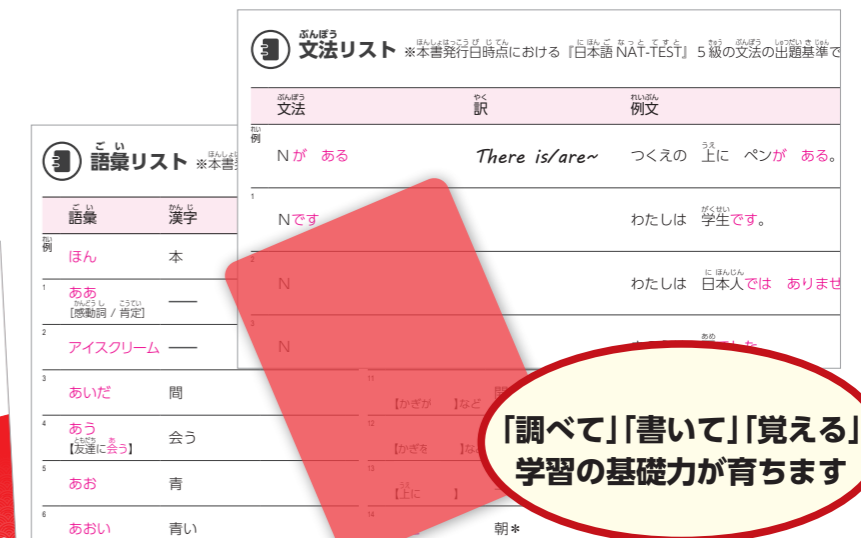 文法リスト ※本書発行日時点における『日本語 NAT-TEST』5級の文法の出題基準で
文法 訳 例文
例 Nが ある There is/are~ つくえの 上に ペンが ある。
1 Nです わたしは 学生です。
2 N わたしは 日本人では ありませ
3 N
語彙リスト ※本書
語彙 漢字
例 ほん 本
1 ああ ――
[感動詞 / 肯定]
2 アイスクリーム ――
3 あいだ 間
4 あう 会う
【友達に会う】
5 あお 青
6 あおい 青い
11 【かぎが 】など
12 【かぎを 】な
13 【上に 】
14 朝*
「調べて」「書いて」「覚える」
学習の基礎力が育ちます